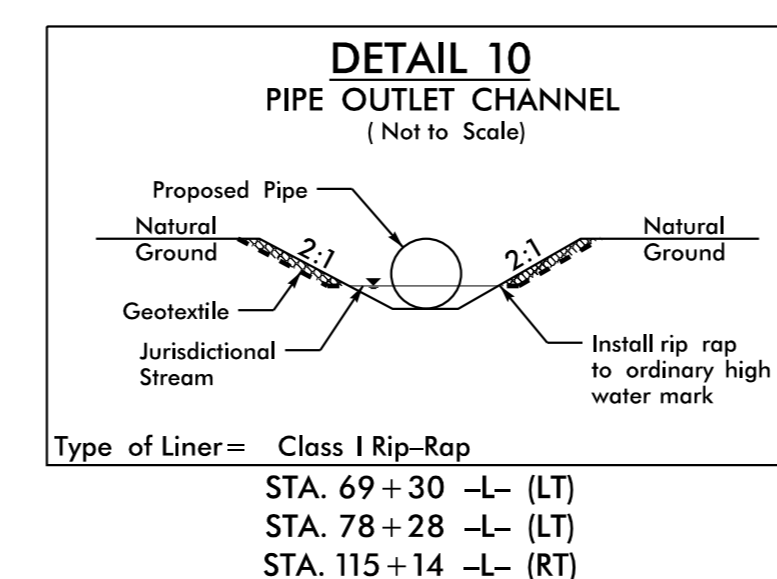 DETAIL 10
PIPE OUTLET CHANNEL
(Not to Scale)
Proposed Pipe
Natural
Ground
2:1
2:1
Natural
Ground
Geotextile
Jurisdictional
Stream
Install rip rap
to ordinary high
water mark
Type of Liner= Class I Rip-Rap
STA. 69+30 -L- (LT)
STA. 78+28 -L- (LT)
STA. 115+14 -L- (RT)